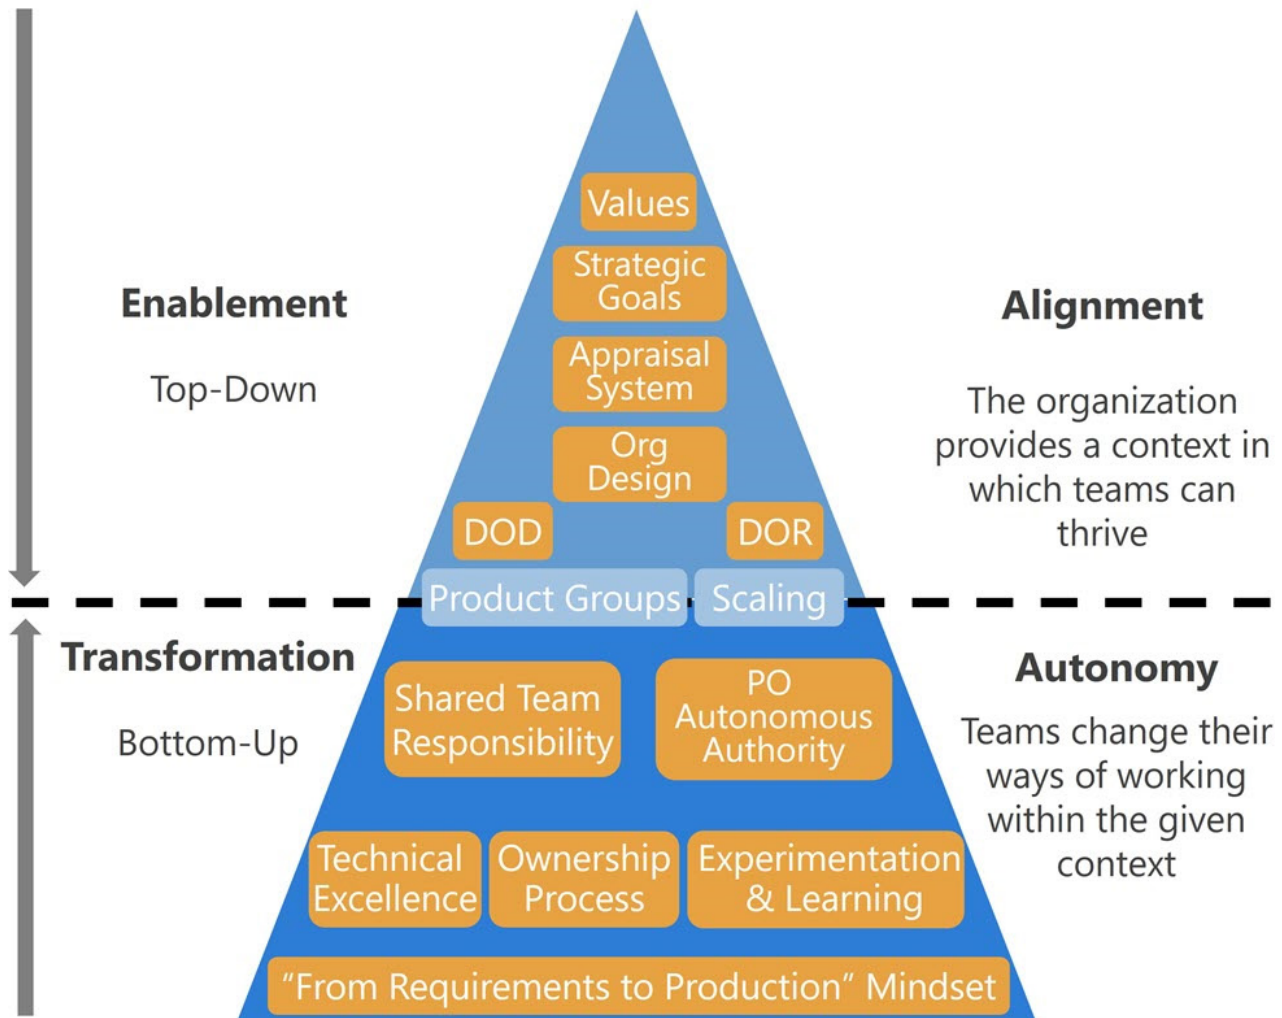 Values
Strategic
Goals
Enablement
Top-Down
Alignment
The organization
provides a context in
which teams can
thrive
Appraisal
System
Org
Design
DOD
DOR
Product Groups
Scaling
Transformation
Bottom-Up
Shared Team
Responsibility
PO
Autonomous
Authority
Autonomy
Teams change their
ways of working
within the given
context
Technical
Excellence
Ownership
Process
Experimentation
& Learning
“From Requirements to Production” Mindset